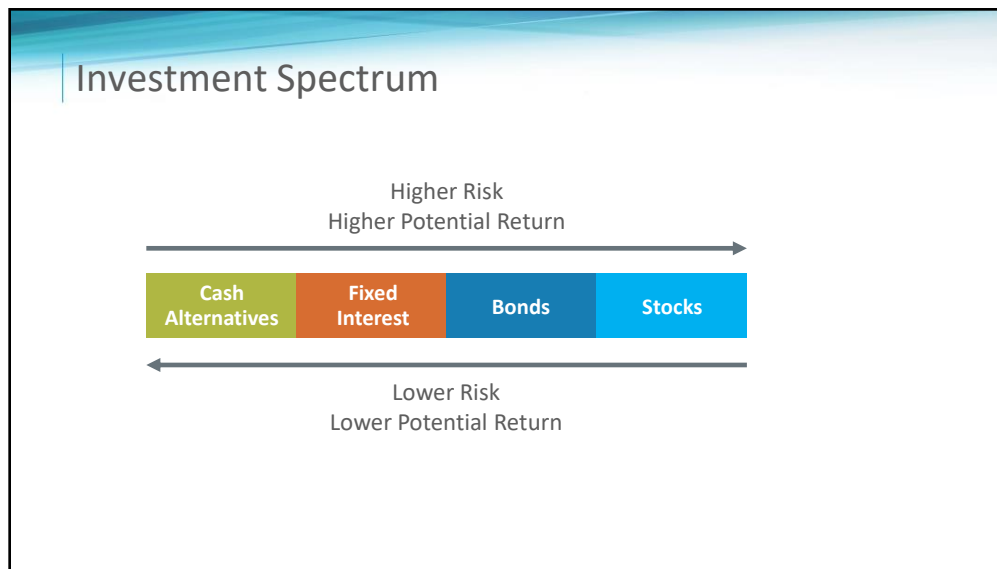 Investment Spectrum
Higher Risk
Higher Potential Return
Cash
Alternatives
Fixed
Interest
Bonds
Stocks
Lower Risk
Lower Potential Return